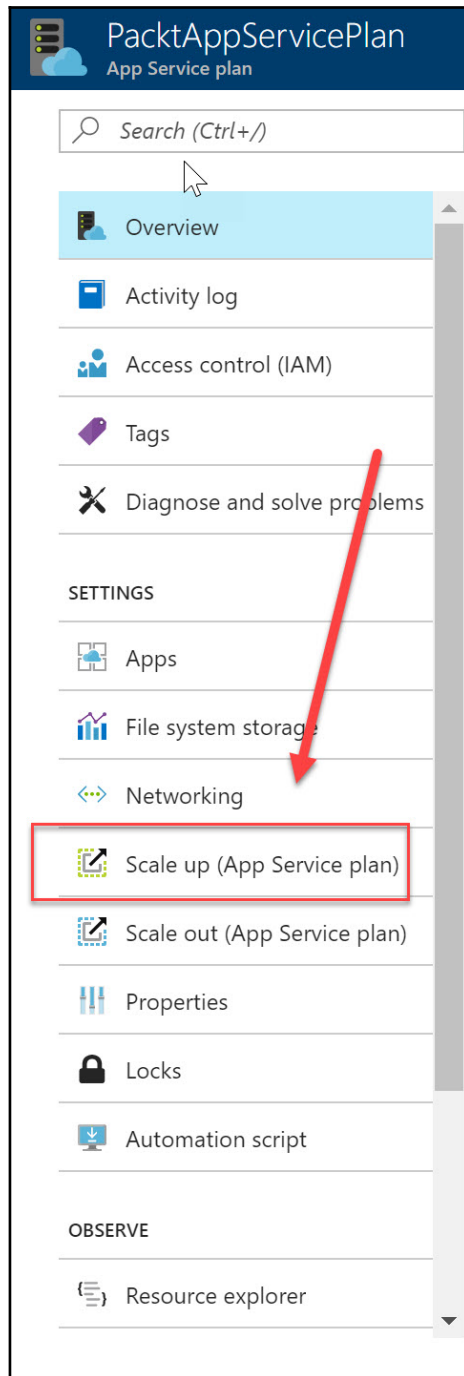 PacktAppServicePlan
App Service plan
Search (Ctrl+/)
Overview
Activity log
Access control (IAM)
Tags
Diagnose and solve problems
SETTINGS
Apps
File system storage
Networking
Scale up (App Service plan)
Scale out (App Service plan)
Properties
Locks
Automation script
OBSERVE
Resource explorer